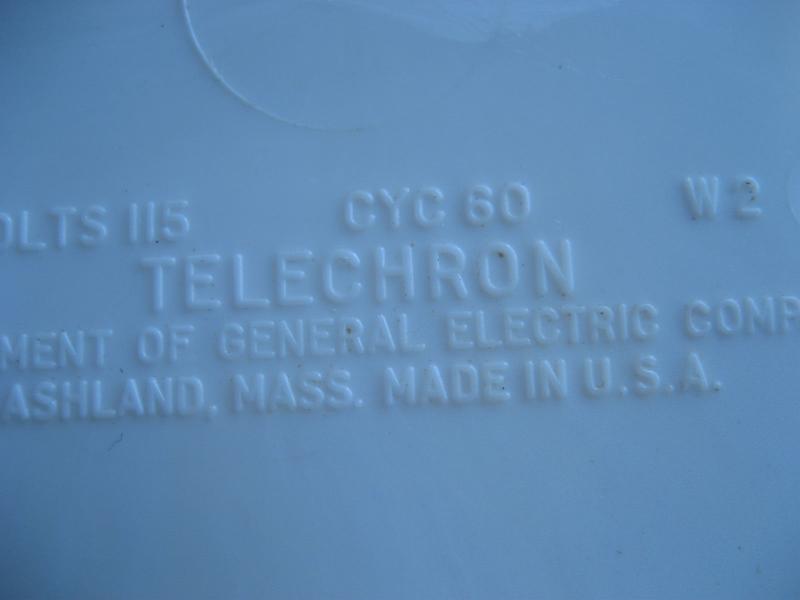 OLTS 115 CYC 60 W2
TELECHRON
MENT OF GENERAL ELECTRIC COMP
ASHLAND, MASS. MADE IN U.S.A.